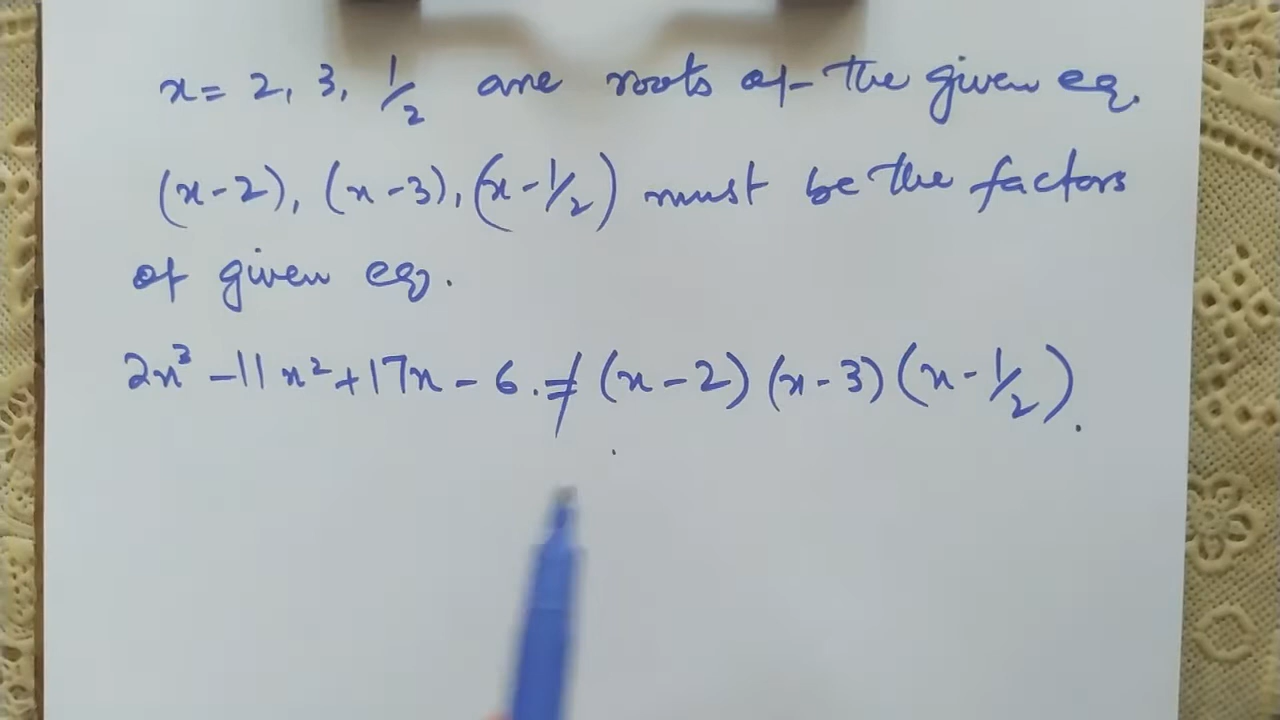 x = 2, 3, 1/2 are roots of the given eq.
(x-2), (x-3), (x-1/2) must be the factors
of given eq.
2x³ - 11x² + 17x - 6 . ≠ (x-2) (x-3) (x-1/2) .